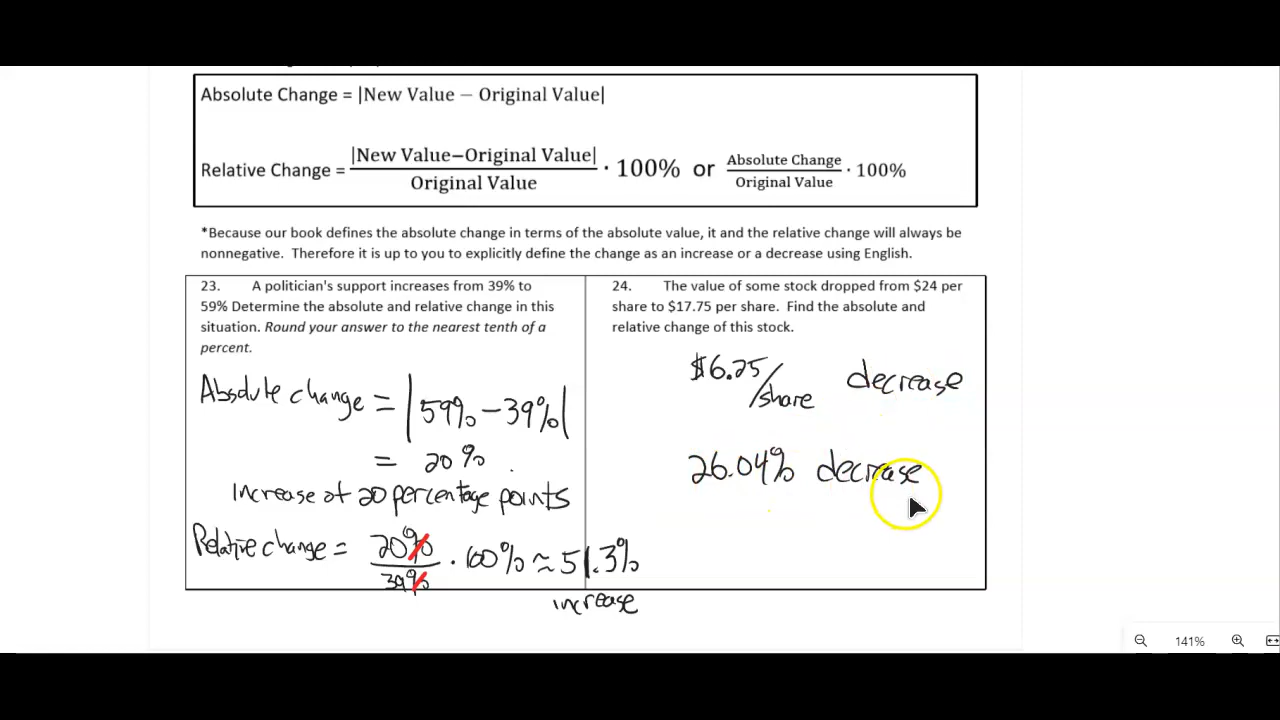 Absolute Change = |New Value − Original Value|
Relative Change = |New Value−Original Value| / Original Value · 100% or Absolute Change / Original Value · 100%
*Because our book defines the absolute change in terms of the absolute value, it and the relative change will always be
nonnegative. Therefore it is up to you to explicitly define the change as an increase or a decrease using English.
23. A politician's support increases from 39% to
59% Determine the absolute and relative change in this
situation. Round your answer to the nearest tenth of a
percent.
Absolute change = |59% − 39%|
= 20%
Increase of 20 percentage points
Relative change = 20% / 39% · 100% ≈ 51.3%
increase
24. The value of some stock dropped from $24 per
share to $17.75 per share. Find the absolute and
relative change of this stock.
$6.25/share decrease
26.04% decrease
141%